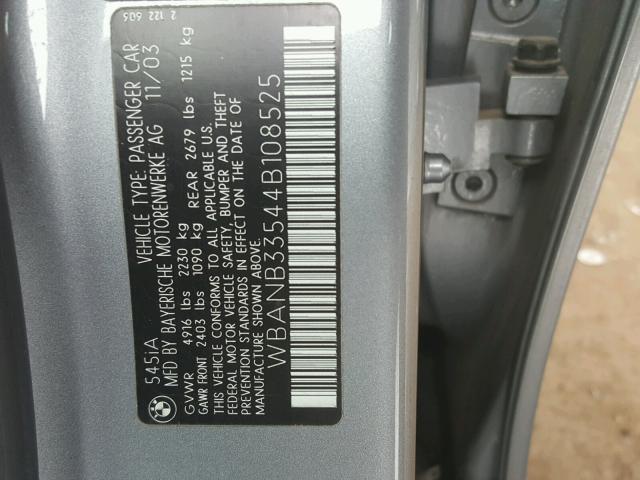 545iA VEHICLE TYPE: PASSENGER CAR
MFD BY BAYERISCHE MOTORENWERKE AG 11/03
GVWR 4916 lbs 2230 kg
GAWR FRONT 2403 lbs 1090 kg REAR 2679 lbs 1215 kg
THIS VEHICLE CONFORMS TO ALL APPLICABLE U.S.
FEDERAL MOTOR VEHICLE SAFETY, BUMPER AND THEFT
PREVENTION STANDARDS IN EFFECT ON THE DATE OF
MANUFACTURE SHOWN ABOVE.
WBANB33544B108525
2 122 505
BMW